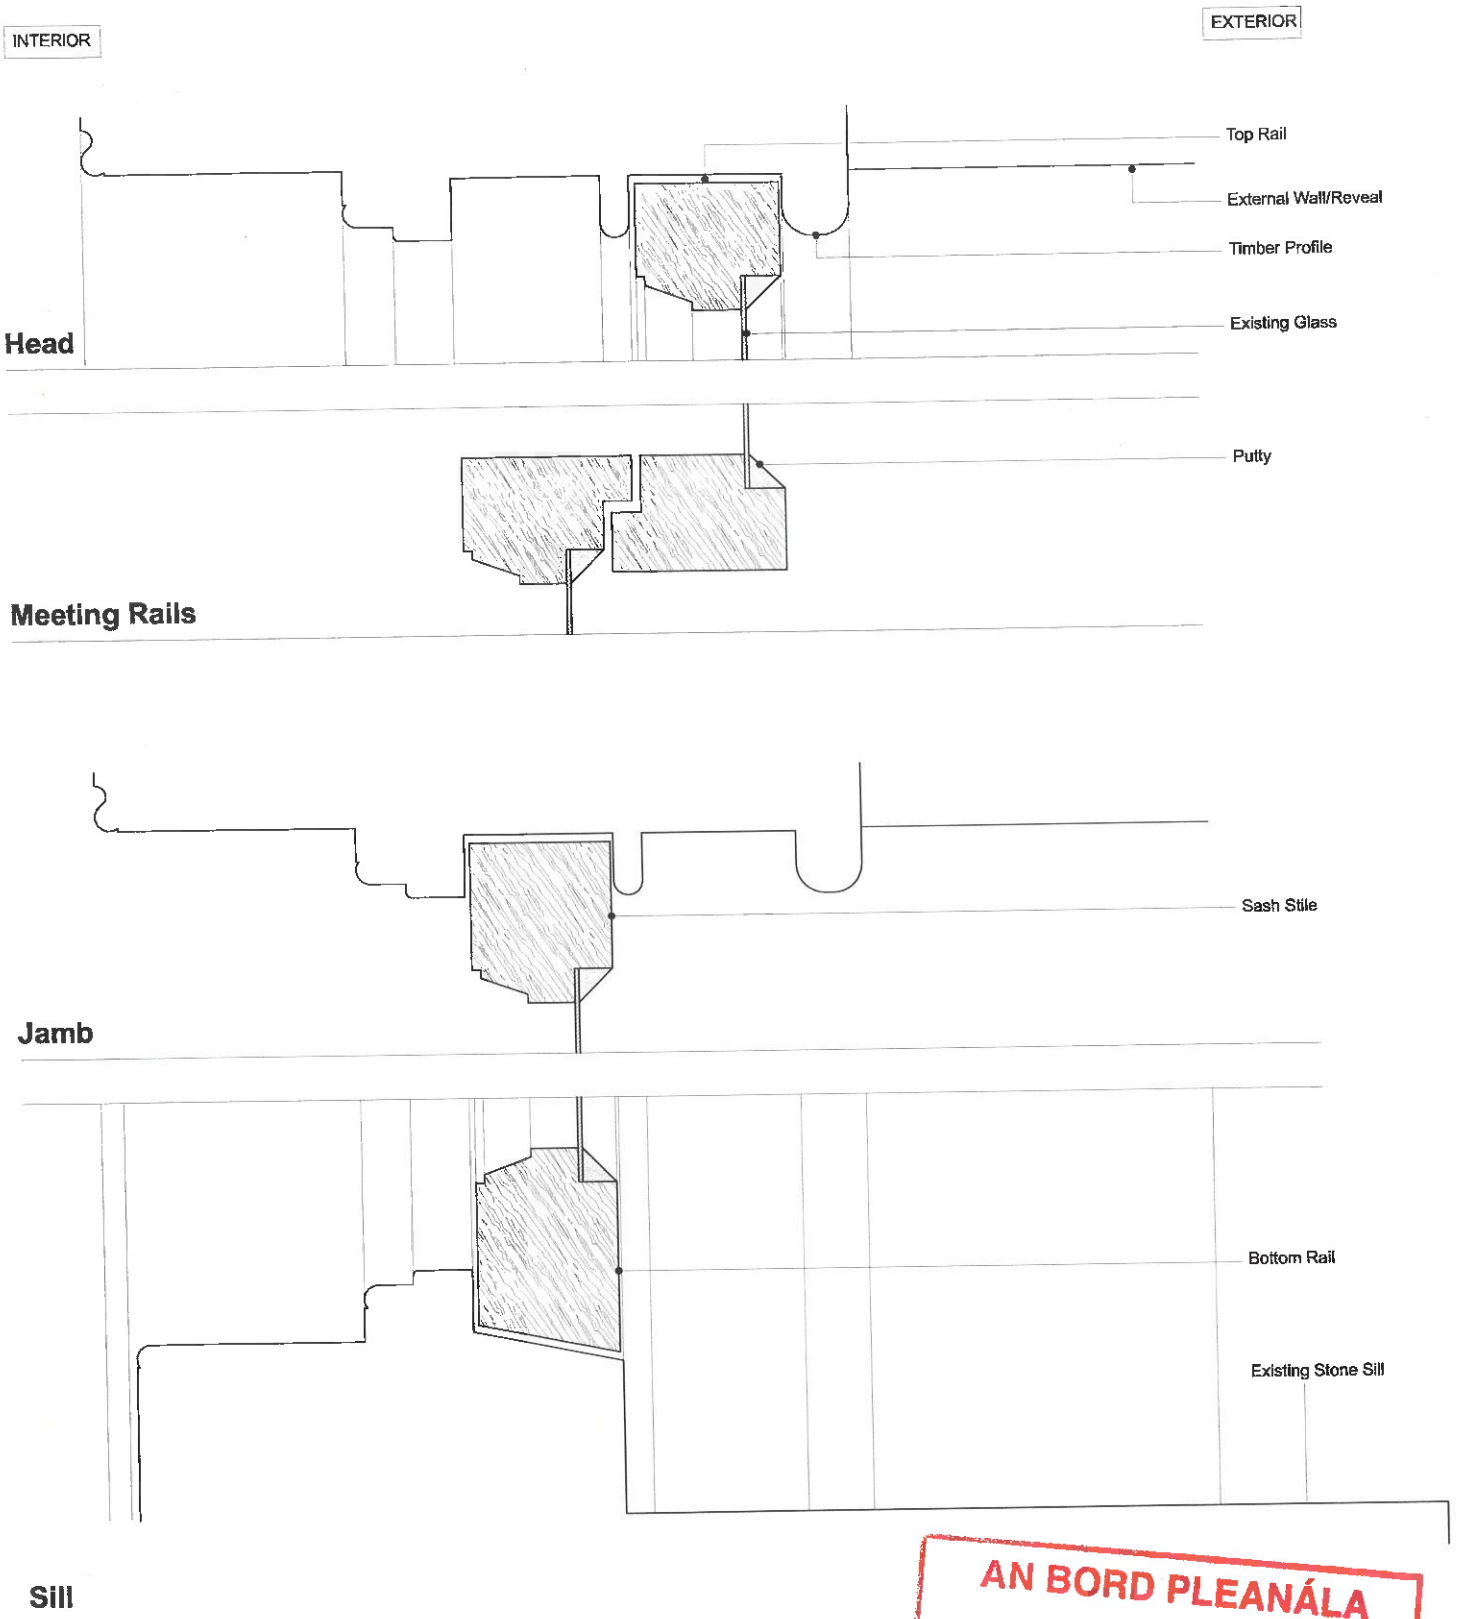 INTERIOR
EXTERIOR
Top Rail
External Wall/Reveal
Timber Profile
Existing Glass
Head
Putty
Meeting Rails
Sash Stile
Jamb
Bottom Rail
Existing Stone Sill
AN BORD PLEANÁLA
Sill